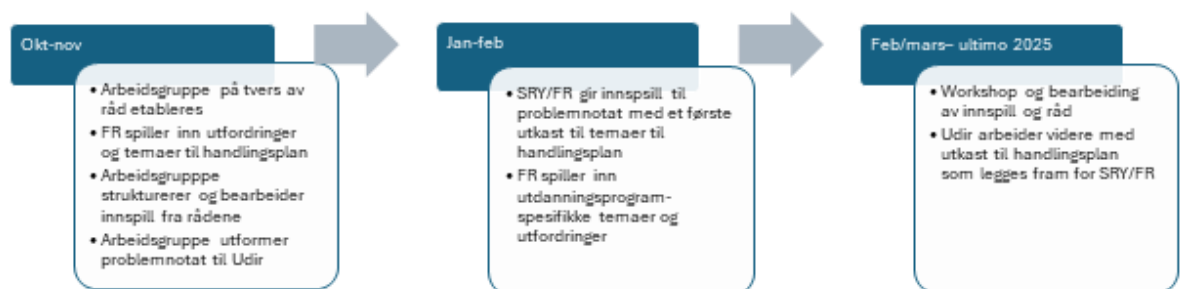 Okt-nov
• Arbeidsgruppe på tvers av
råd etableres
• FR spiller inn utfordringer
og temaer til handlingsplan
• Arbeidsgrupppe
strukturerer og bearbeider
innspill fra rådene
• Arbeidsgruppe utformer
problemnotat til Udir
Jan-feb
• SRY/FR gir innspsill til
problemnotat med et første
utkast til temaer til
handlingsplan
• FR spiller inn
utdanningsprogram-
spesifikke temaer og
utfordringer
Feb/mars– ultimo 2025
• Workshop og bearbeiding
av innspill og råd
• Udir arbeider videre med
utkast til handlingsplan
som legges fram for SRY/FR